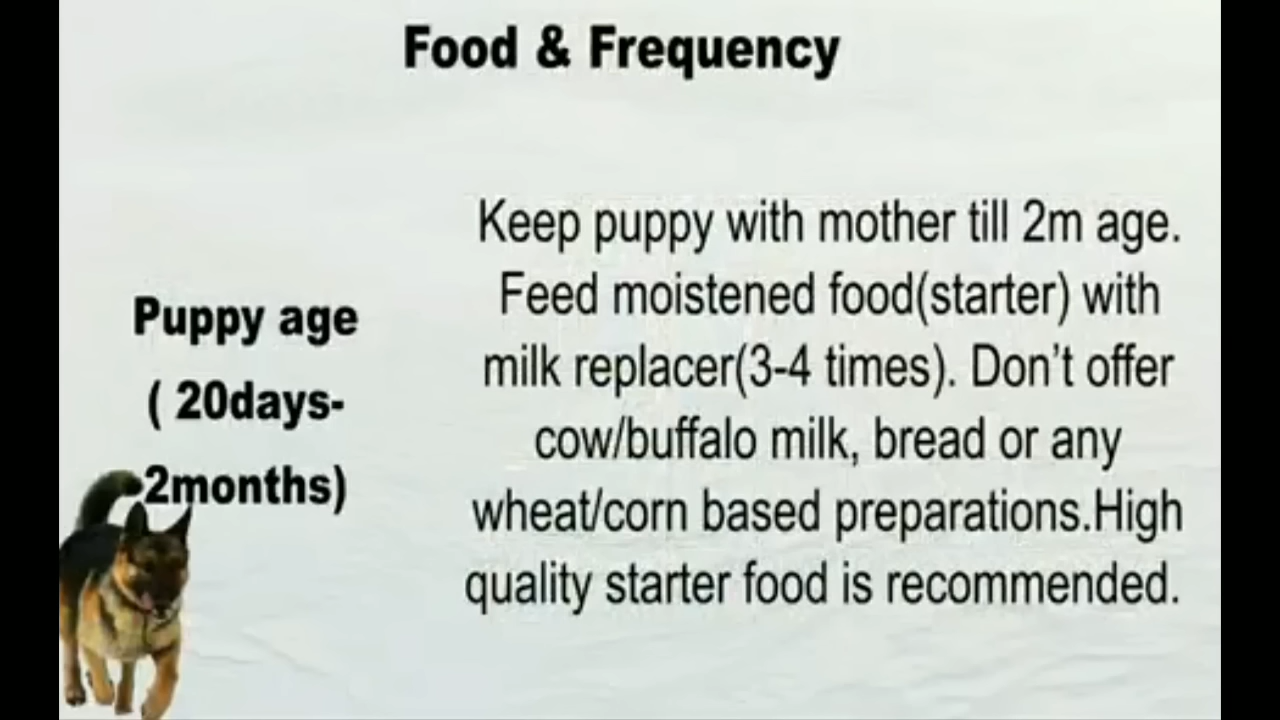 Food & Frequency
Puppy age
( 20days-
2months)
Keep puppy with mother till 2m age.
Feed moistened food(starter) with
milk replacer(3-4 times). Don’t offer
cow/buffalo milk, bread or any
wheat/corn based preparations.High
quality starter food is recommended.